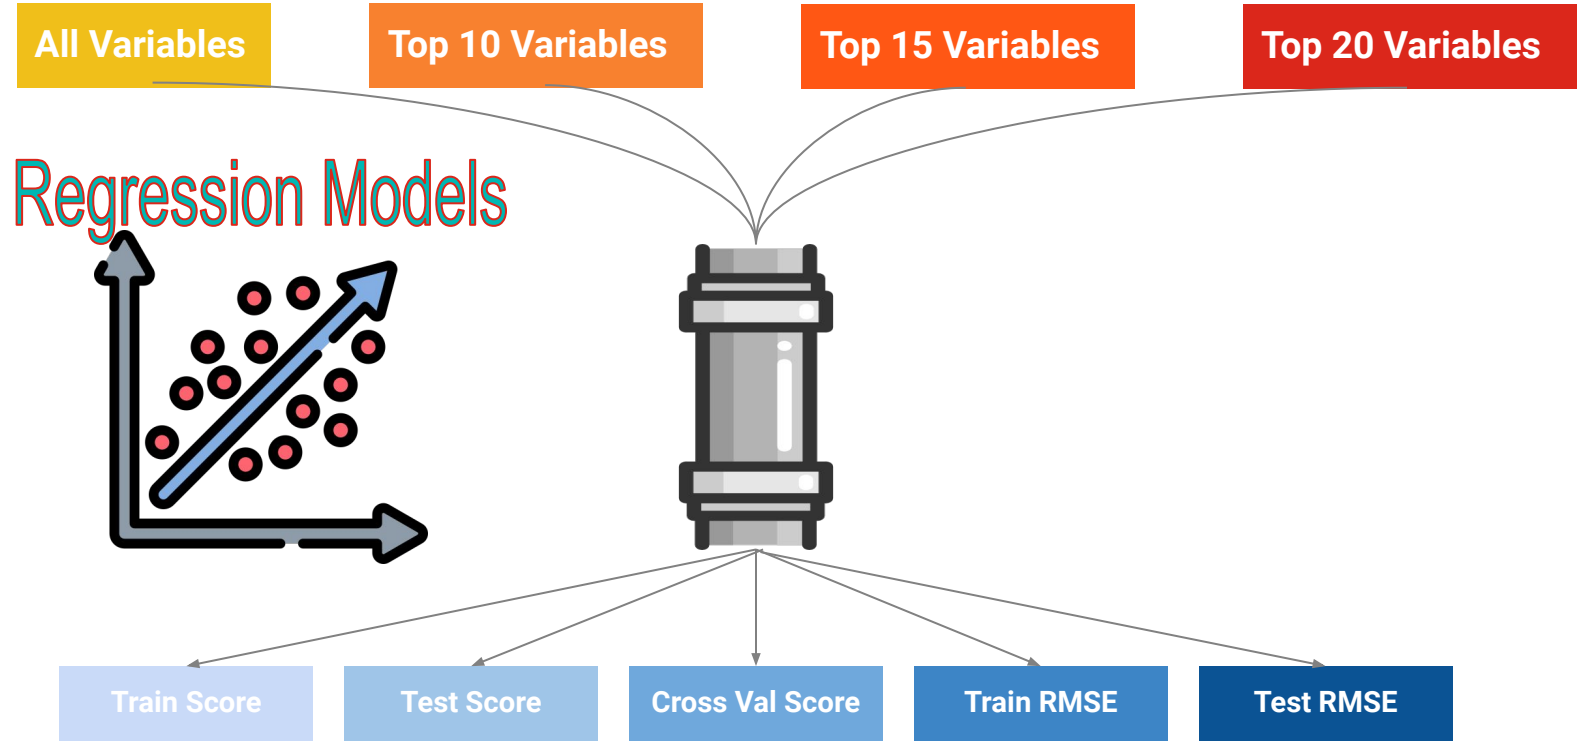 All Variables
Top 10 Variables
Top 15 Variables
Top 20 Variables
Regression Models
Train Score
Test Score
Cross Val Score
Train RMSE
Test RMSE